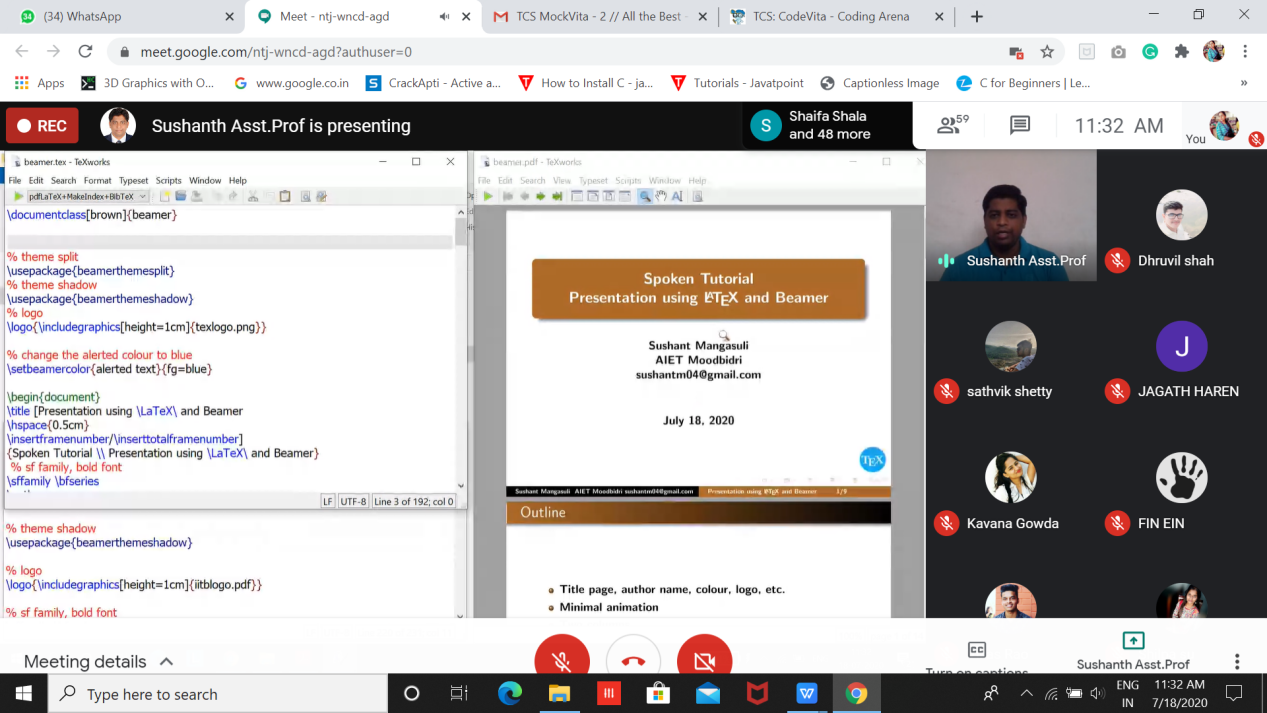 (34) WhatsApp
Meet - ntj-wncd-agd
TCS MockVita - 2 // All the Best -
TCS: CodeVita - Coding Arena
meet.google.com/ntj-wncd-agd?authuser=0
Apps
3D Graphics with O...
www.google.co.in
CrackApti - Active a...
How to Install C - ja...
Tutorials - Javatpoint
Captionless Image
C for Beginners | Le...
REC
Sushanth Asst.Prof is presenting
S
Shaifa Shala
and 48 more
59
11:32 AM
You
beamer.tex - TeXworks
File Edit Search Format Typeset Scripts Window Help
pdfLaTeX+MakeIndex+BibTeX
\documentclass[brown]{beamer}
% theme split
\usepackage{beamerthemesplit}
% theme shadow
\usepackage{beamerthemeshadow}
% logo
\logo{\includegraphics[height=1cm]{texlogo.png}}
% change the alerted colour to blue
\setbeamercolor{alerted text}{fg=blue}
\begin{document}
\title [Presentation using \LaTeX\ and Beamer
\hspace{0.5cm}
\insertframenumber/\inserttotalframenumber]
{Spoken Tutorial \\ Presentation using \LaTeX\ and Beamer}
% sf family, bold font
\sffamily \bfseries
LF UTF-8 Line 3 of 192; col 0
% theme shadow
\usepackage{beamerthemeshadow}
% logo
\logo{\includegraphics[height=1cm]{iitblogo.pdf}}
% sf family, bold font
beamer.pdf - TeXworks
File Edit Search View Typeset Scripts Window Help
Spoken Tutorial
Presentation using LATEX and Beamer
Sushant Mangasuli
AIET Moodbidri
sushantm04@gmail.com
July 18, 2020
TEX
Sushant Mangasuli AIET Moodbidri sushantm04@gmail.com Presentation using LATEX and Beamer 1/9
Outline
Title page, author name, colour, logo, etc.
Minimal animation
Sushanth Asst.Prof
Dhruvil shah
sathvik shetty
J
JAGATH HAREN
Kavana Gowda
FIN EIN
Meeting details
Turn on captions
Sushanth Asst.Prof
Type here to search
ENG
IN
11:32 AM
7/18/2020